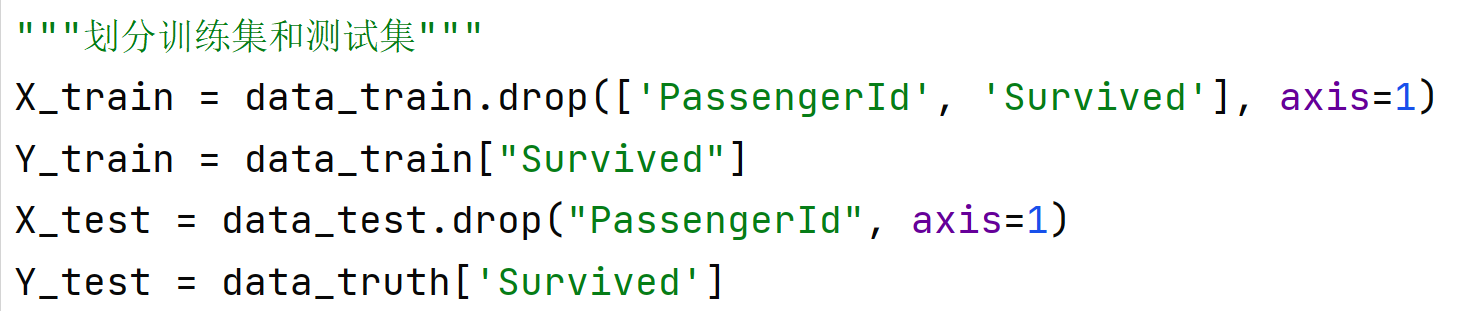 """划分训练集和测试集"""
X_train = data_train.drop(['PassengerId', 'Survived'], axis=1)
Y_train = data_train["Survived"]
X_test = data_test.drop("PassengerId", axis=1)
Y_test = data_truth['Survived']